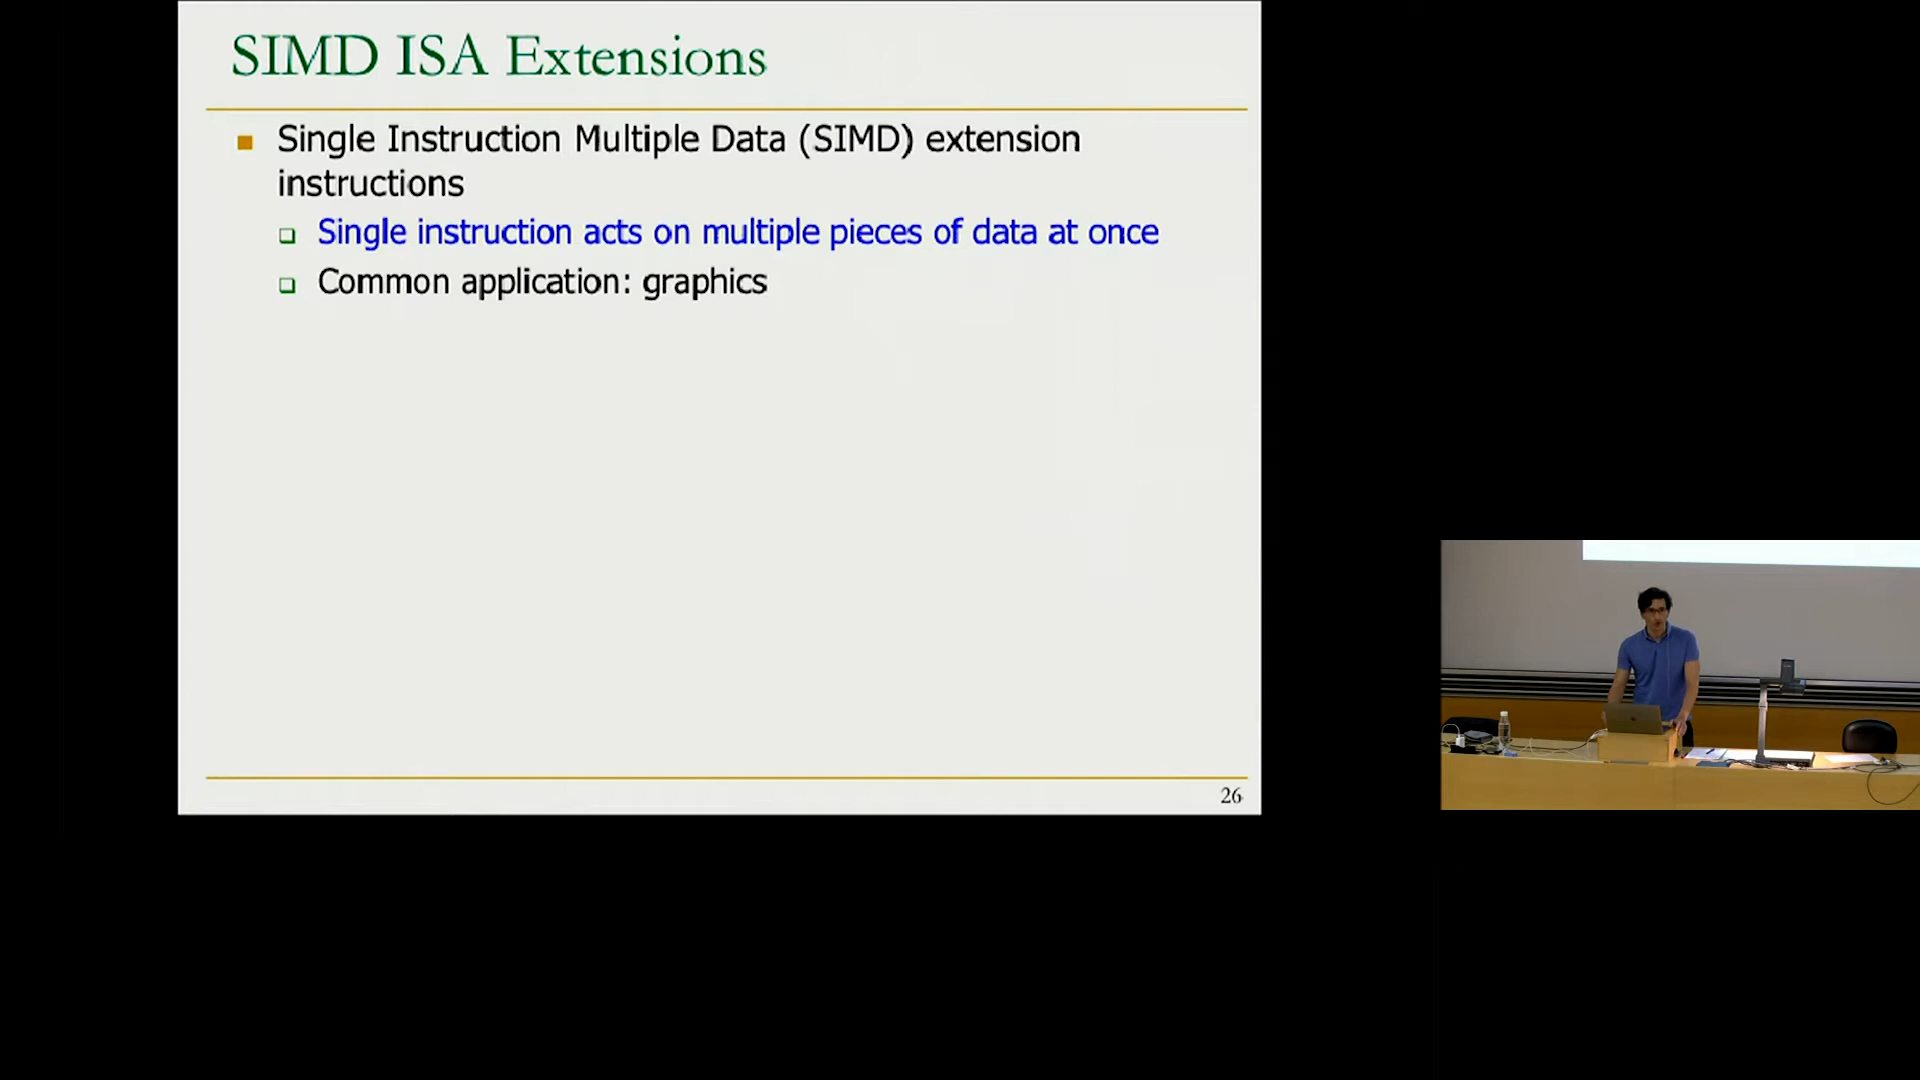 SIMD ISA Extensions
Single Instruction Multiple Data (SIMD) extension
instructions
Single instruction acts on multiple pieces of data at once
Common application: graphics
26